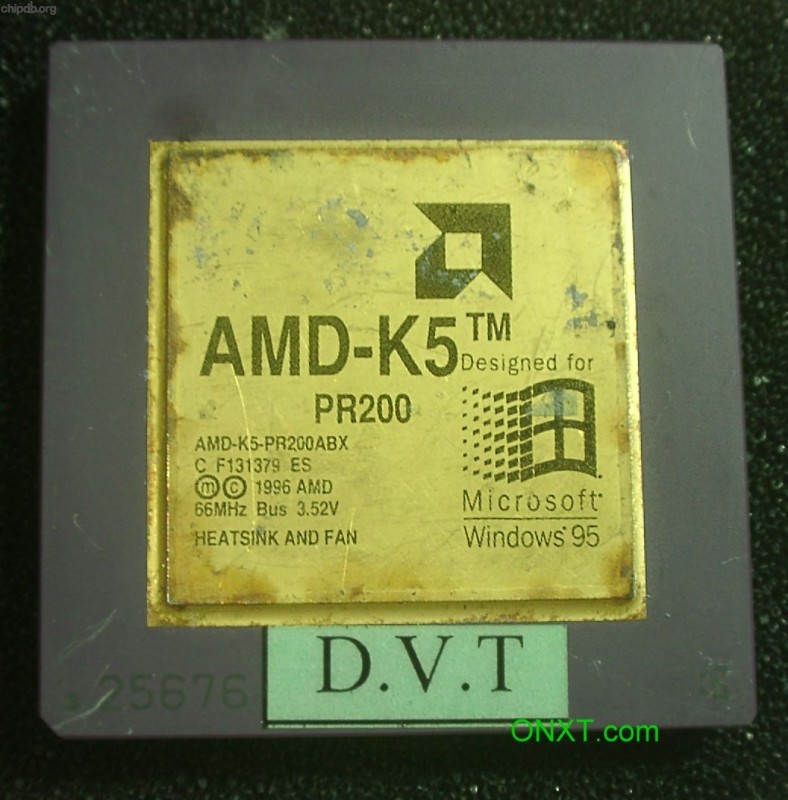 chipdb.org
AMD-K5™
Designed for
PR200
AMD-K5-PR200ABX
C F131379 ES
ⓜ ⓒ 1996 AMD
66MHz Bus 3.52V
HEATSINK AND FAN
Microsoft
Windows 95
D.V.T
25676
ONXT.com